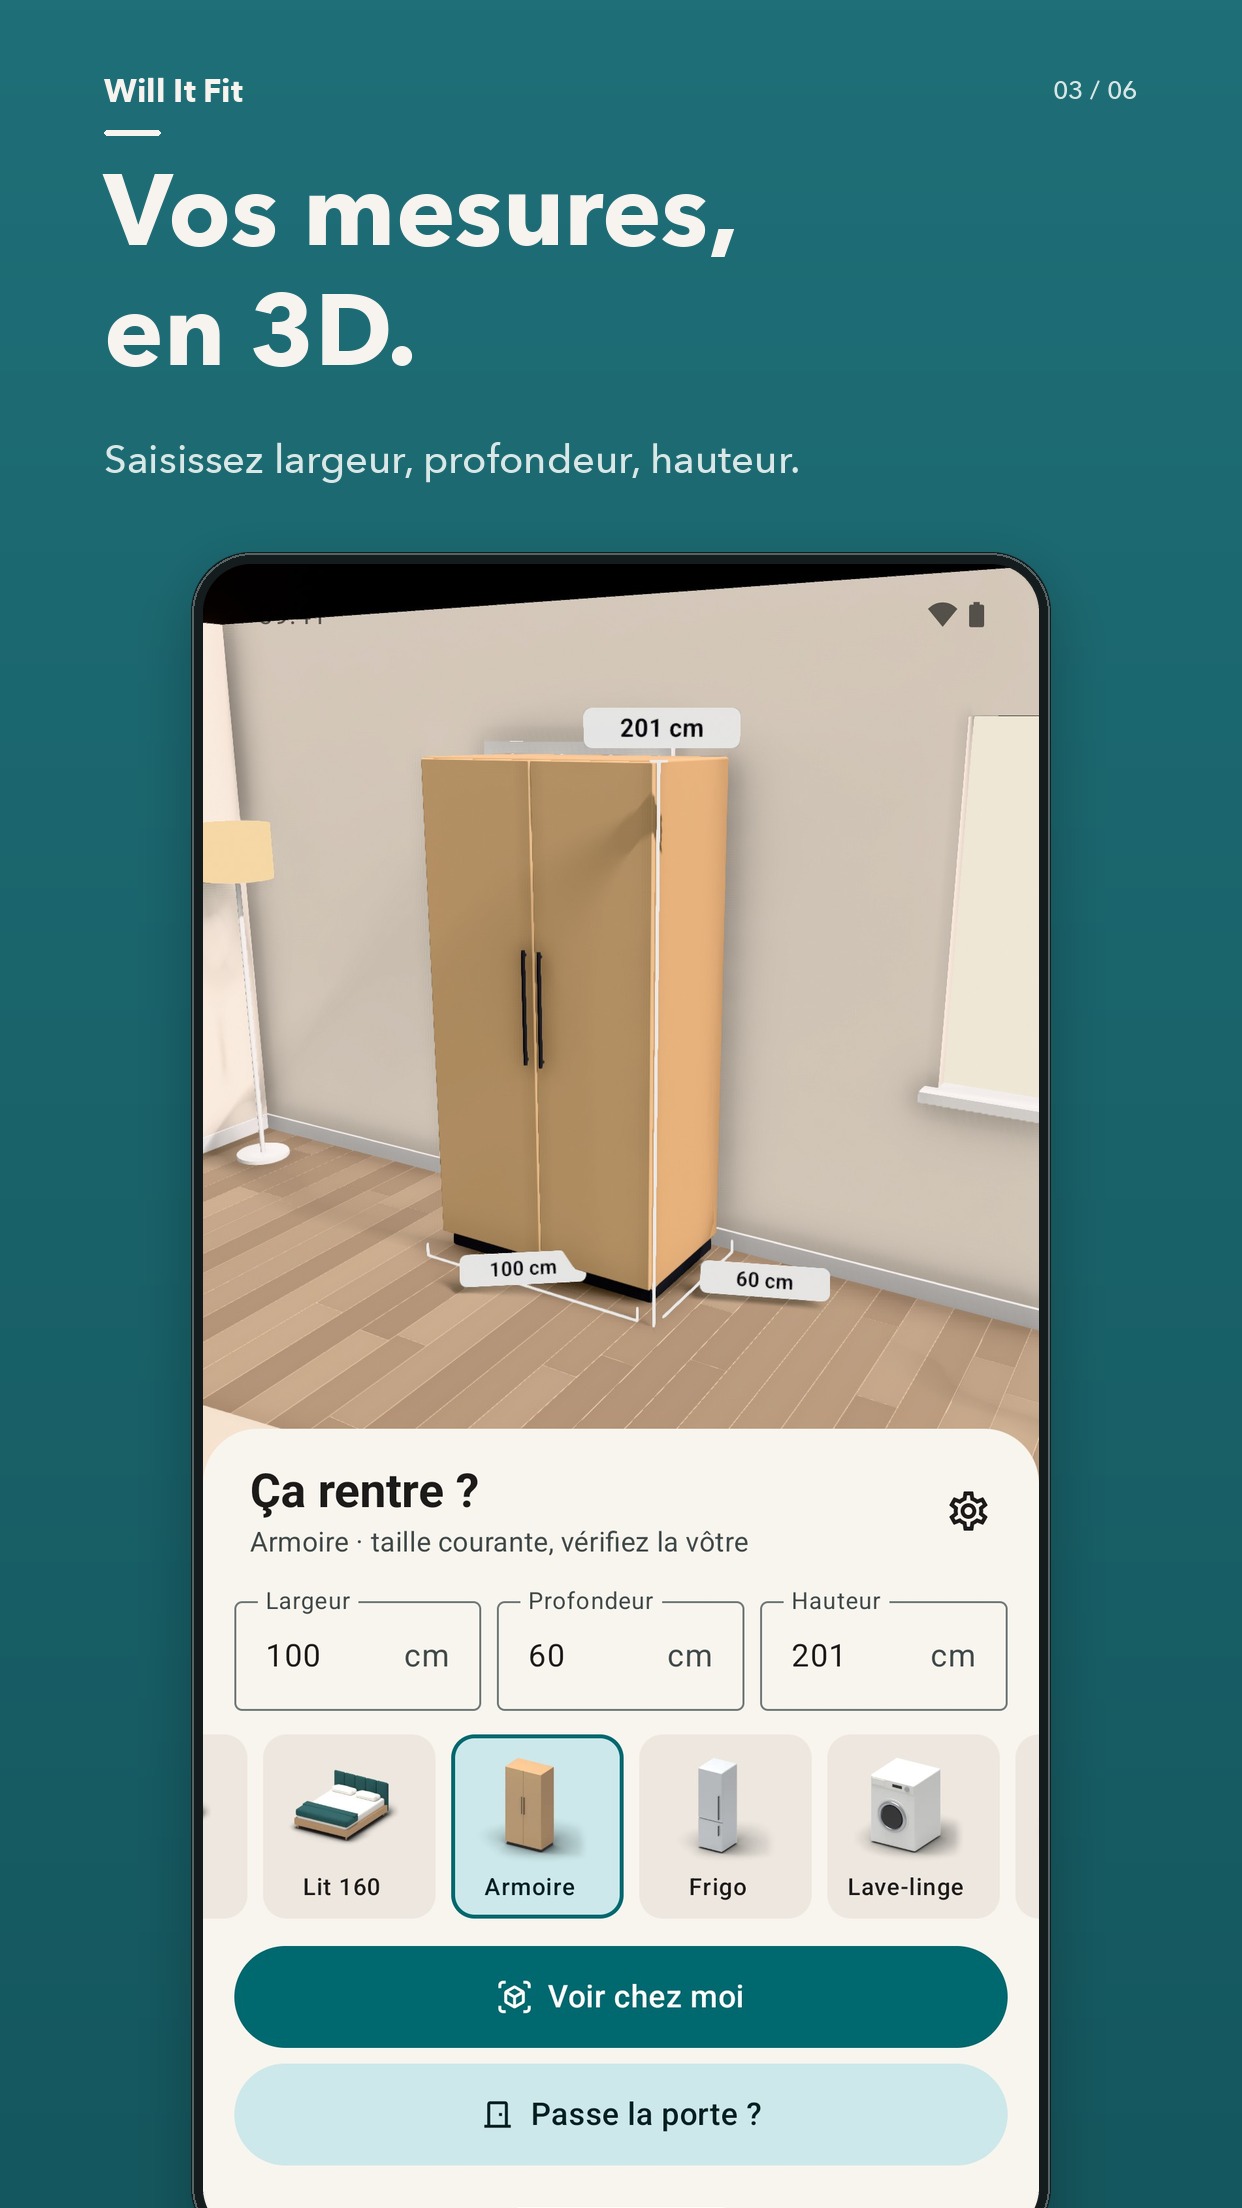 Will It Fit
03 / 06
Vos mesures,
en 3D.
Saisissez largeur, profondeur, hauteur.
201 cm
100 cm
60 cm
Ça rentre ?
Armoire · taille courante, vérifiez la vôtre
Largeur
Profondeur
Hauteur
100 cm
60 cm
201 cm
Lit 160
Armoire
Frigo
Lave-linge
Voir chez moi
Passe la porte ?